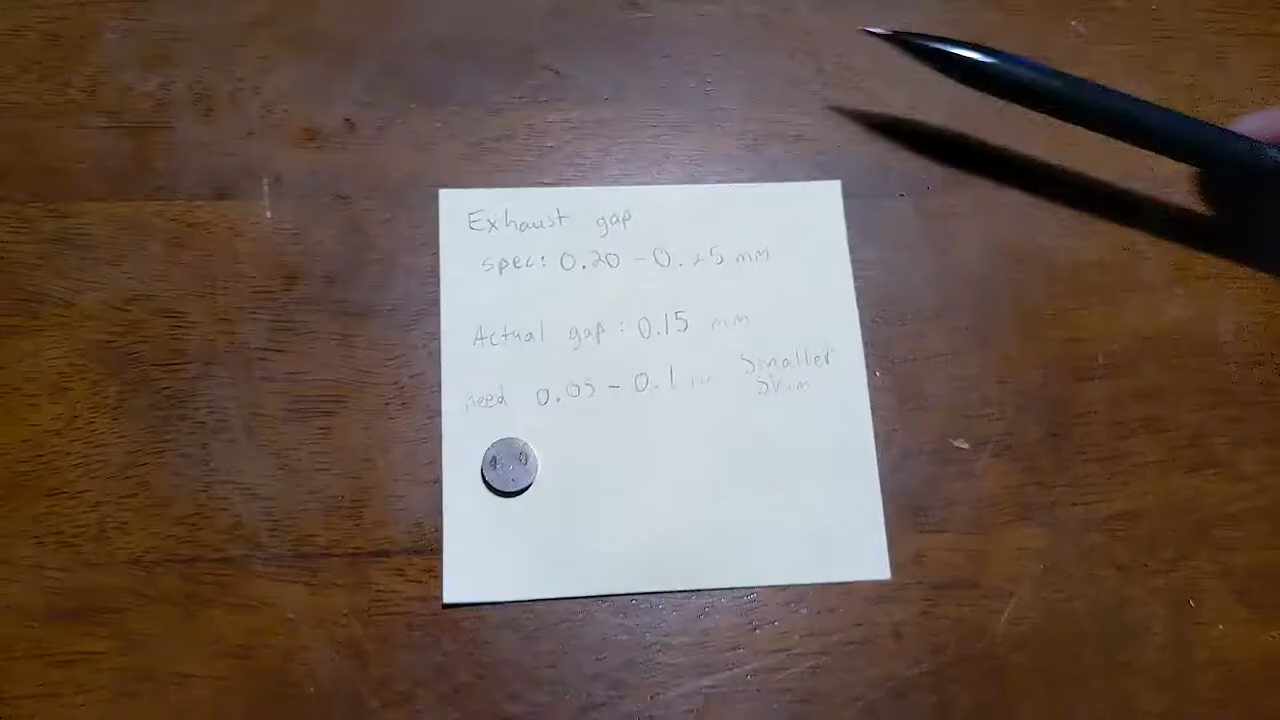 Exhaust gap
spec: 0.20 - 0.25 mm
Actual gap: 0.15 mm
need 0.05 - 0.1 Smaller
Shim